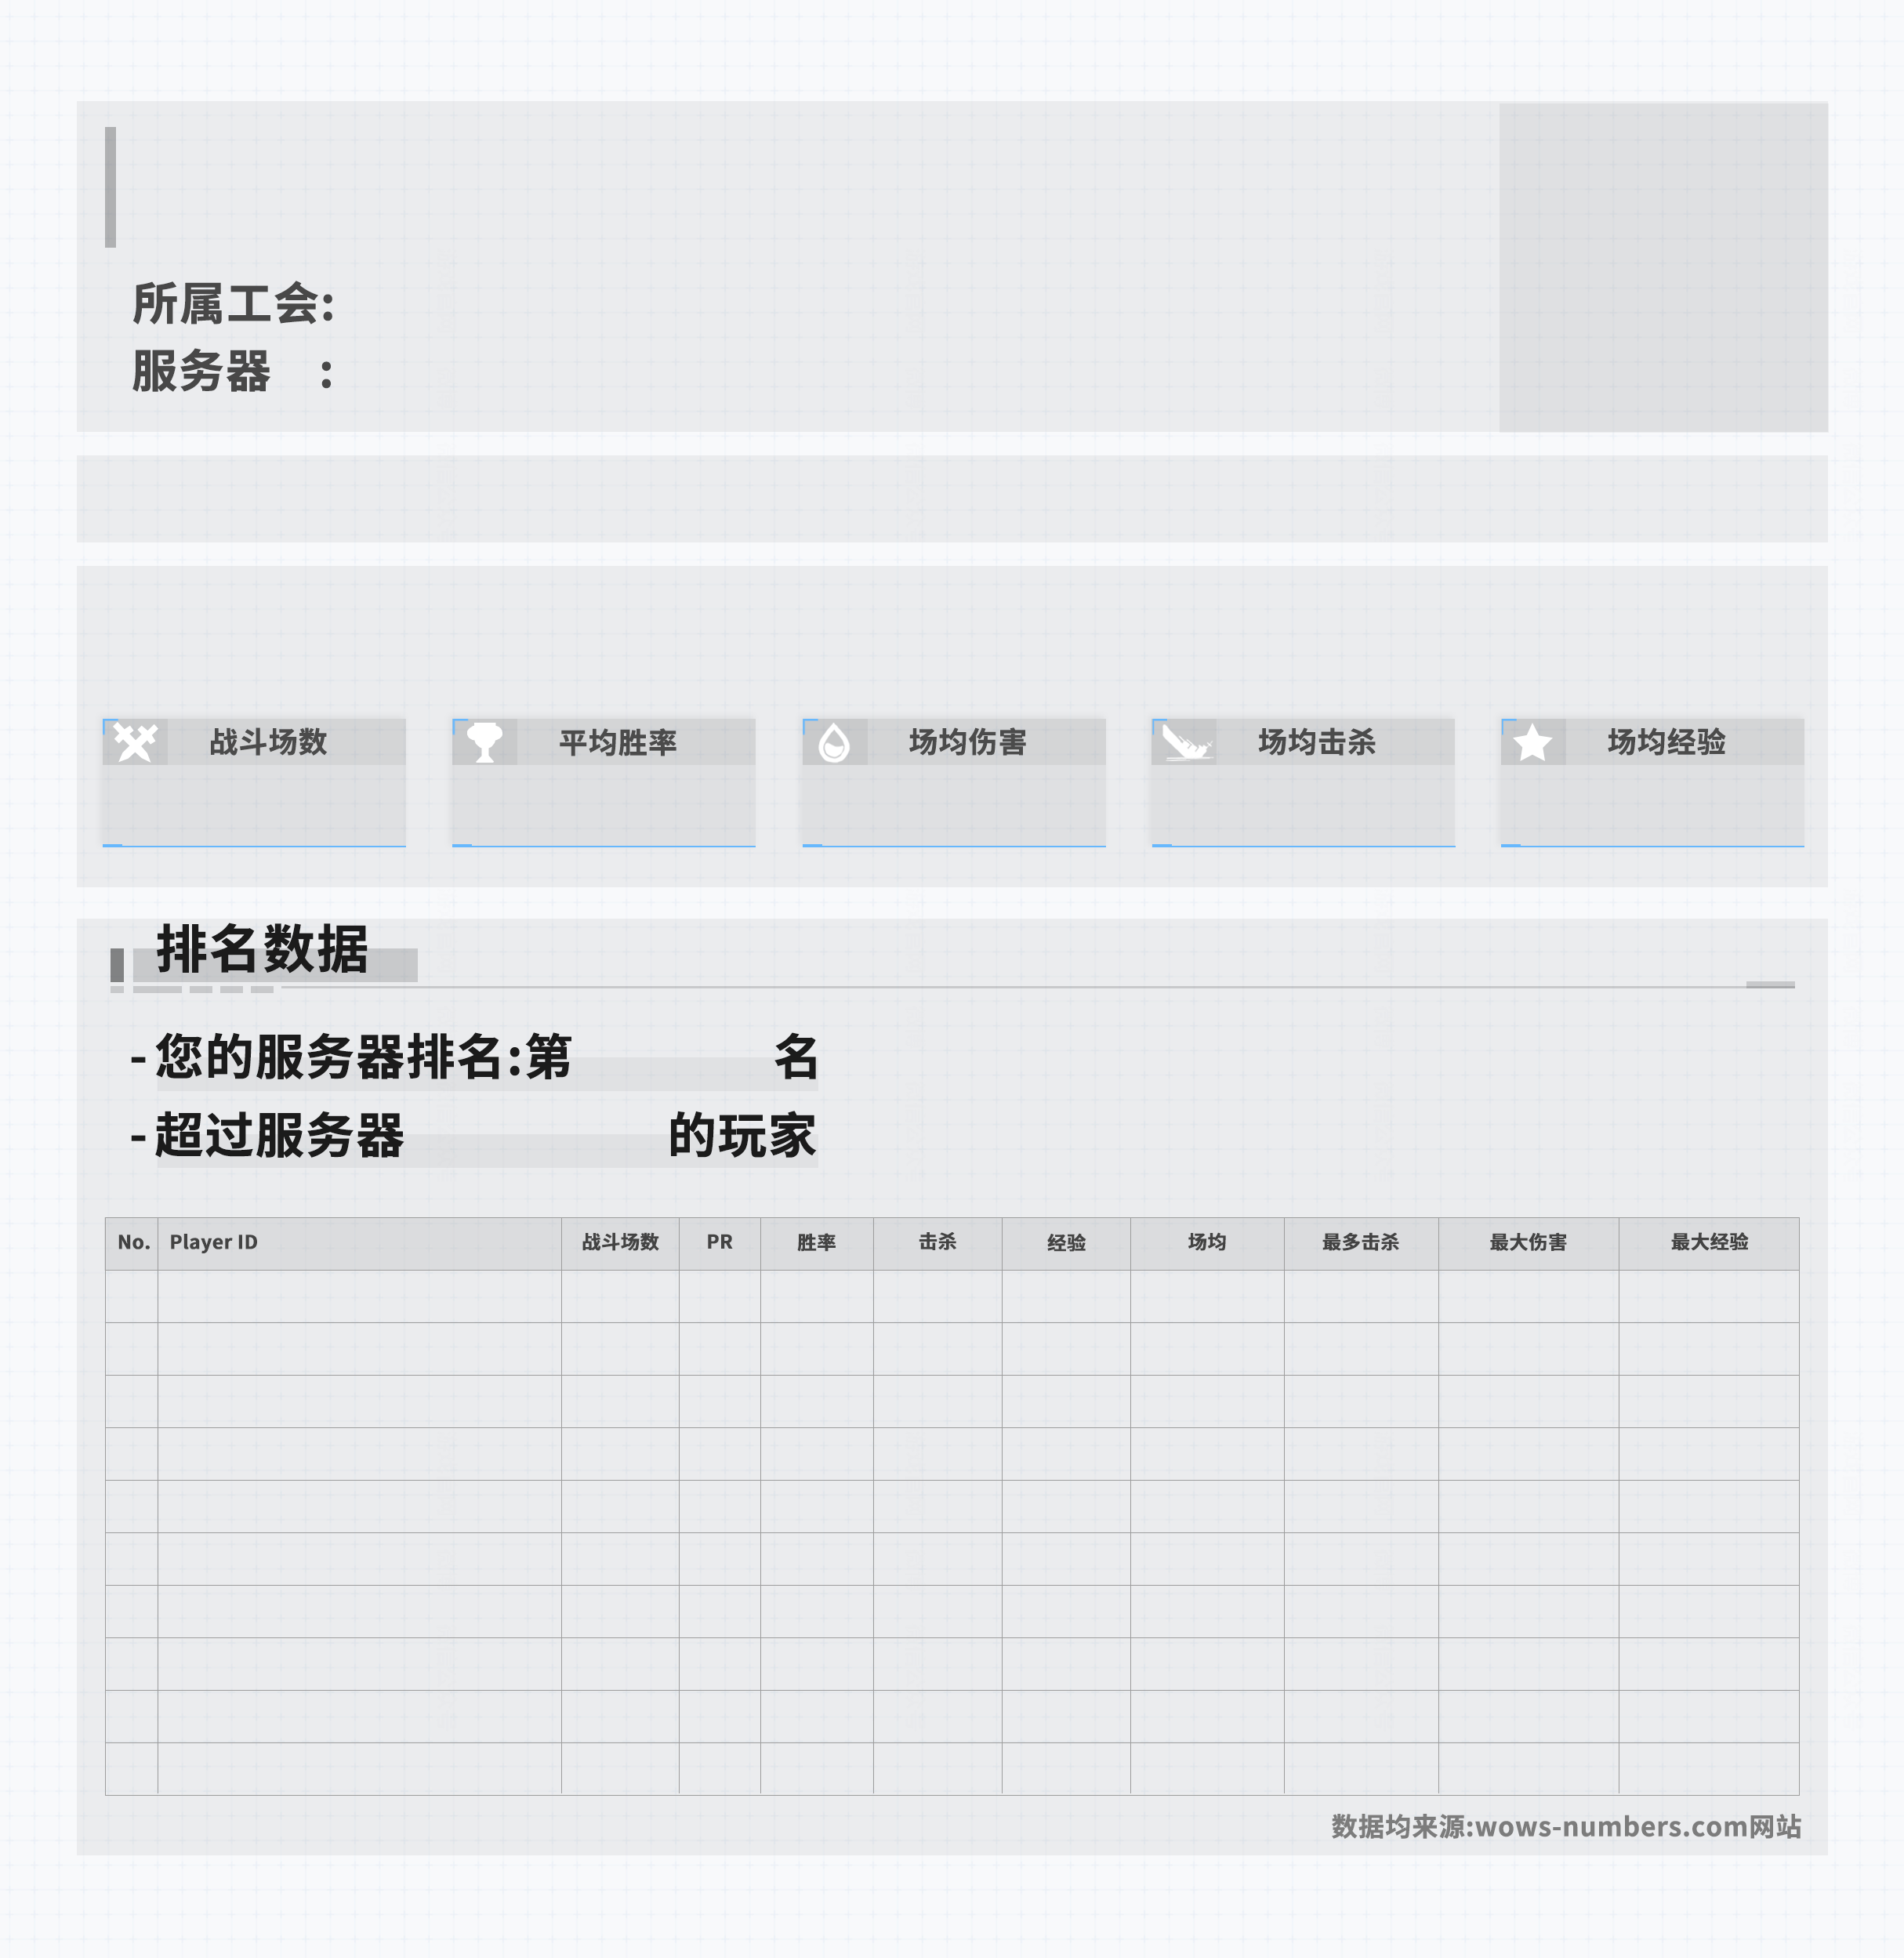 所属工会:
服务器 :
战斗场数 平均胜率 场均伤害 场均击杀 场均经验
排名数据
-您的服务器排名:第 名
-超过服务器 的玩家
No. Player ID 战斗场数 PR 胜率 击杀 经验 场均 最多击杀 最大伤害 最大经验
数据均来源:wows-numbers.com网站